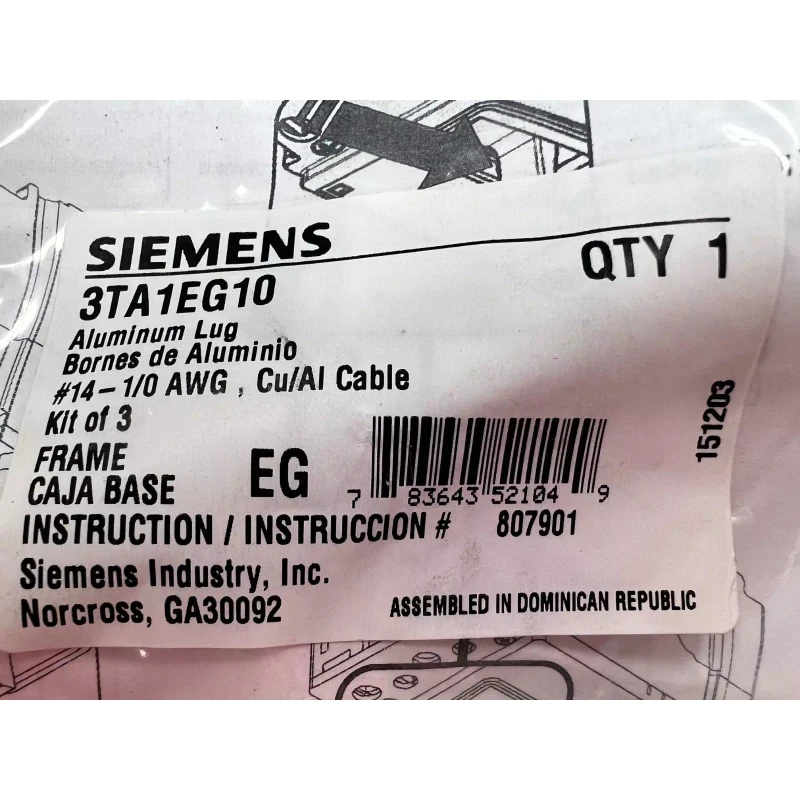 SIEMENS
QTY 1
3TA1EG10
Aluminum Lug
Bornes de Aluminio
#14-1/0 AWG , Cu/Al Cable
Kit of 3
151203
FRAME
CAJA BASE
EG
7 83643 52104 9
INSTRUCTION / INSTRUCCION # 807901
Siemens Industry, Inc.
Norcross, GA30092
ASSEMBLED IN DOMINICAN REPUBLIC